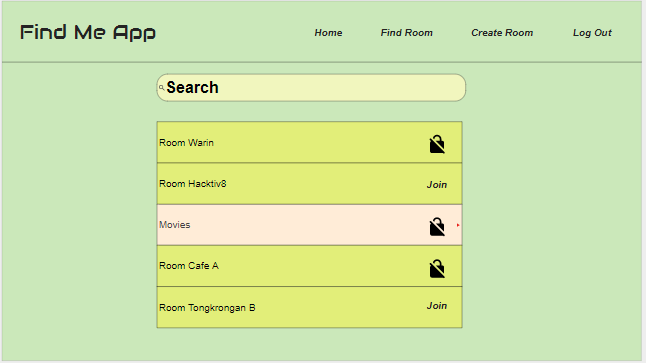 Find Me App
Home Find Room Create Room Log Out
Search
Room Warin
Room Hacktiv8 Join
Movies
Room Cafe A
Room Tongkrongan B Join